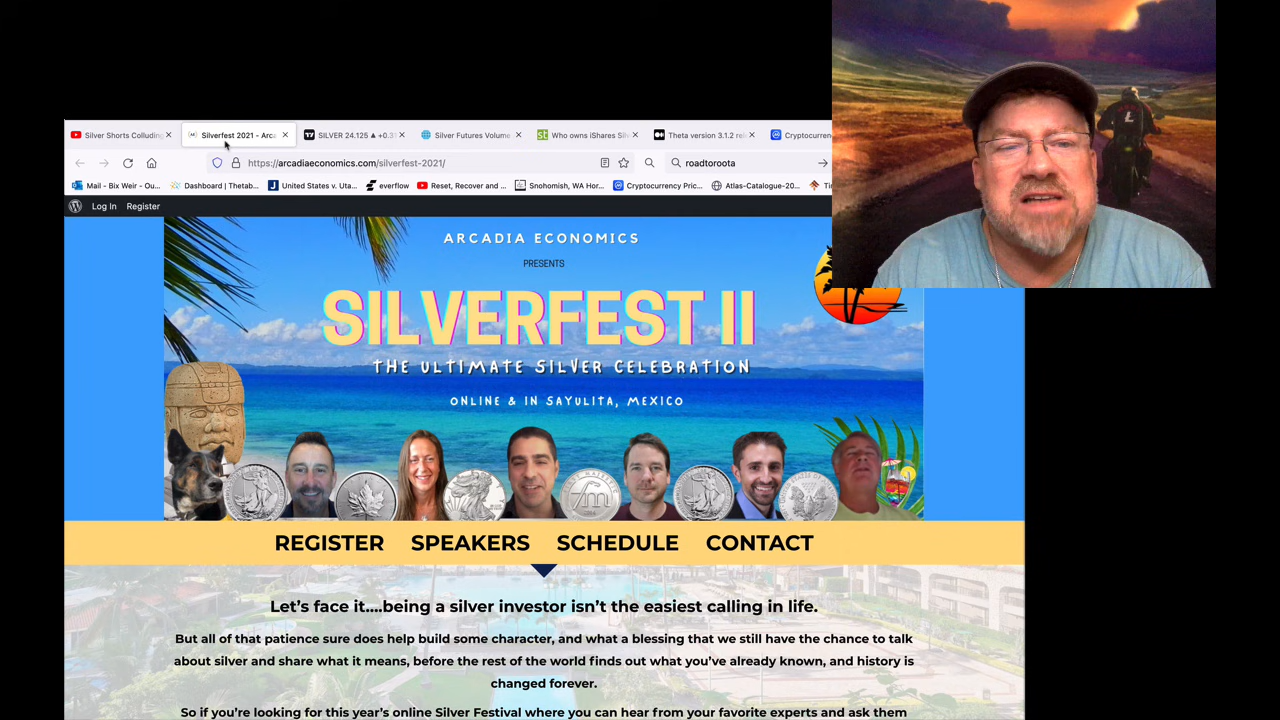 Silver Shorts Colludin
Silverfest 2021 - Arca
SILVER 24.125 ▲ +0.3
Silver Futures Volume
Who owns iShares Silv
Theta version 3.1.2 re
Cryptocurren
https://arcadiaeconomics.com/silverfest-2021/
roadtoroota
Mail - Bix Weir - Ou...
Dashboard | Thetab...
United States v. Uta...
everflow
Reset, Recover and ...
Snohomish, WA Hor...
Cryptocurrency Pric...
Atlas-Catalogue-20...
Log In
Register
ARCADIA ECONOMICS
PRESENTS
SILVERFEST II
THE ULTIMATE SILVER CELEBRATION
ONLINE & IN SAYULITA, MEXICO
REGISTER SPEAKERS SCHEDULE CONTACT
Let's face it....being a silver investor isn't the easiest calling in life.
But all of that patience sure does help build some character, and what a blessing that we still have the chance to talk
about silver and share what it means, before the rest of the world finds out what you've already known, and history is
changed forever.
So if you're looking for this year's online Silver Festival where you can hear from your favorite experts and ask them